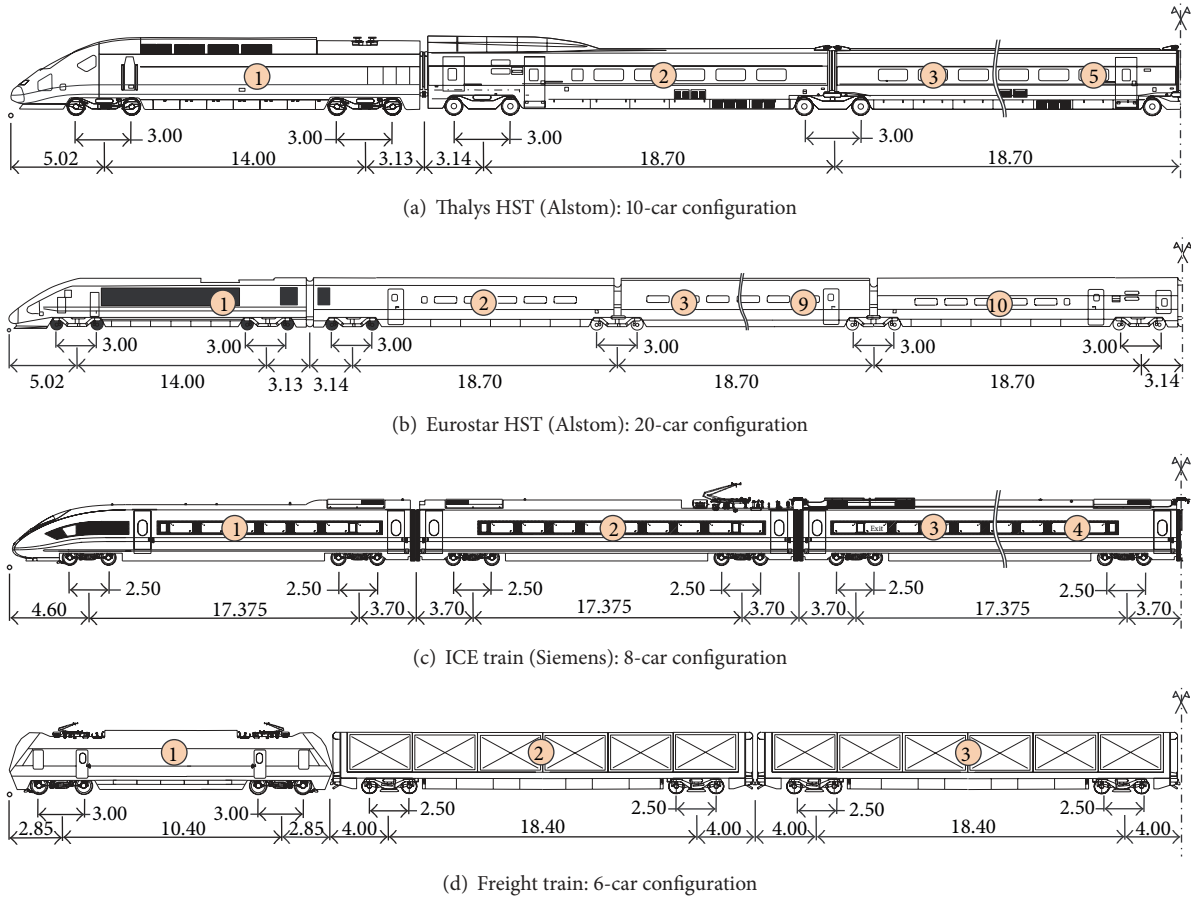 1 2 3 5
3.00 3.00 3.00 3.00
5.02 14.00 3.13 3.14 18.70 18.70
(a) Thalys HST (Alstom): 10-car configuration
1 2 3 9 10
3.00 3.00 3.00 3.00 3.00 3.00
5.02 14.00 3.13 3.14 18.70 18.70 18.70 3.14
(b) Eurostar HST (Alstom): 20-car configuration
1 2 Exit 3 4
2.50 2.50 2.50 2.50 2.50 2.50
4.60 17.375 3.70 3.70 17.375 3.70 3.70 17.375 3.70
(c) ICE train (Siemens): 8-car configuration
1 2 3
3.00 3.00 2.50 2.50 2.50 2.50
2.85 10.40 2.85 4.00 18.40 4.00 4.00 18.40 4.00
(d) Freight train: 6-car configuration